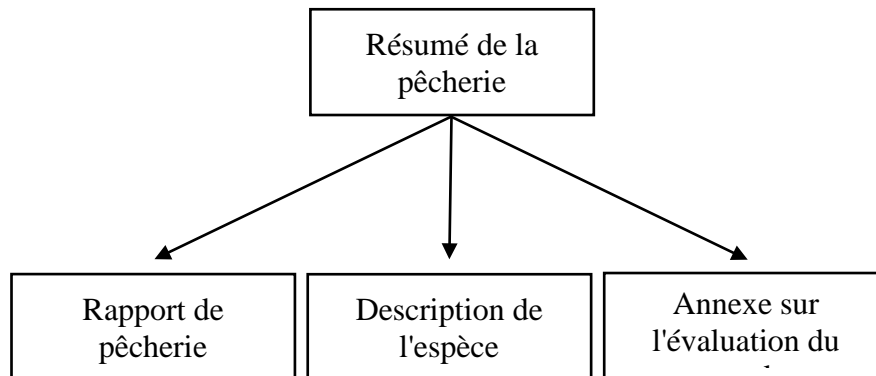 Résumé de la
pêcherie
Rapport de
pêcherie
Description de
l'espèce
Annexe sur
l'évaluation du